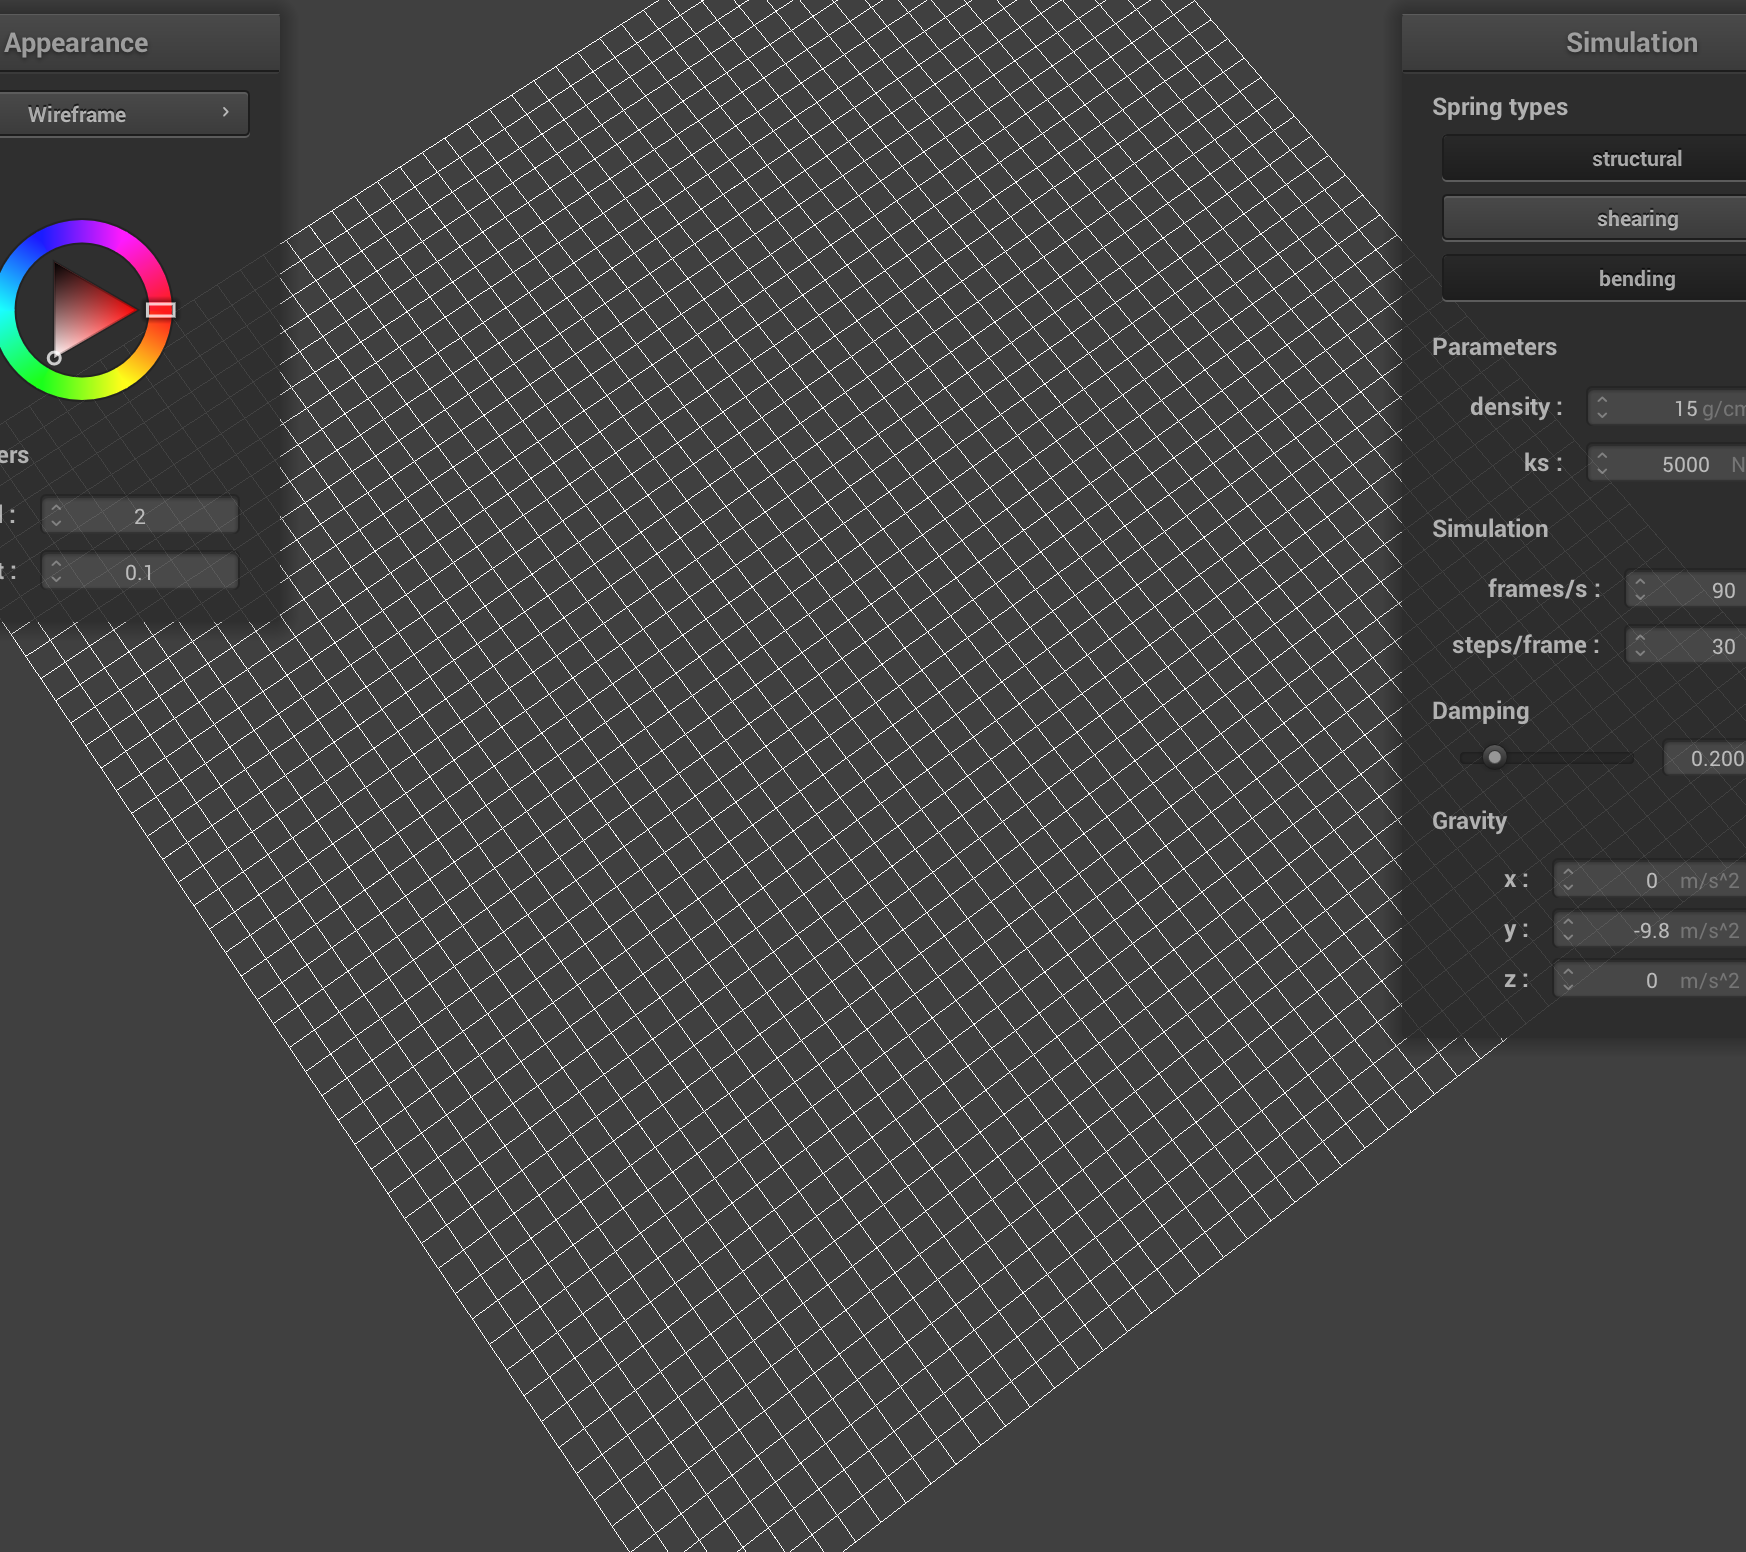 Appearance
Wireframe
ers
:
2
t :
0.1
Simulation
Spring types
structural
shearing
bending
Parameters
density :
15 g/cm
ks :
5000 N
Simulation
frames/s :
90
steps/frame :
30
Damping
0.200
Gravity
x :
0 m/s^2
y :
-9.8 m/s^2
z :
0 m/s^2